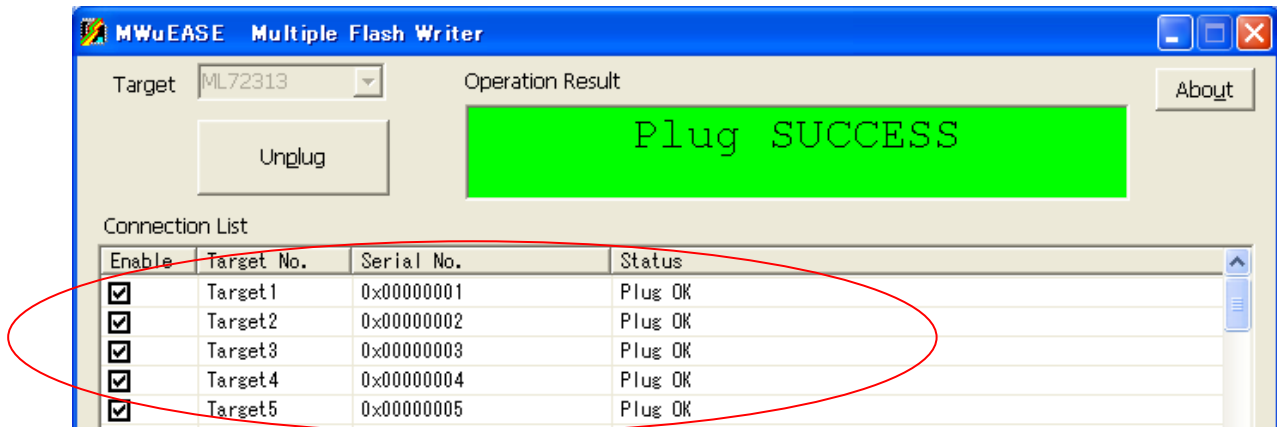 MWuEASE Multiple Flash Writer
Target ML72313 Operation Result About
Plug SUCCESS
Unplug
Connection List
Enable Target No. Serial No. Status
Target1 0x00000001 Plug OK
Target2 0x00000002 Plug OK
Target3 0x00000003 Plug OK
Target4 0x00000004 Plug OK
Target5 0x00000005 Plug OK